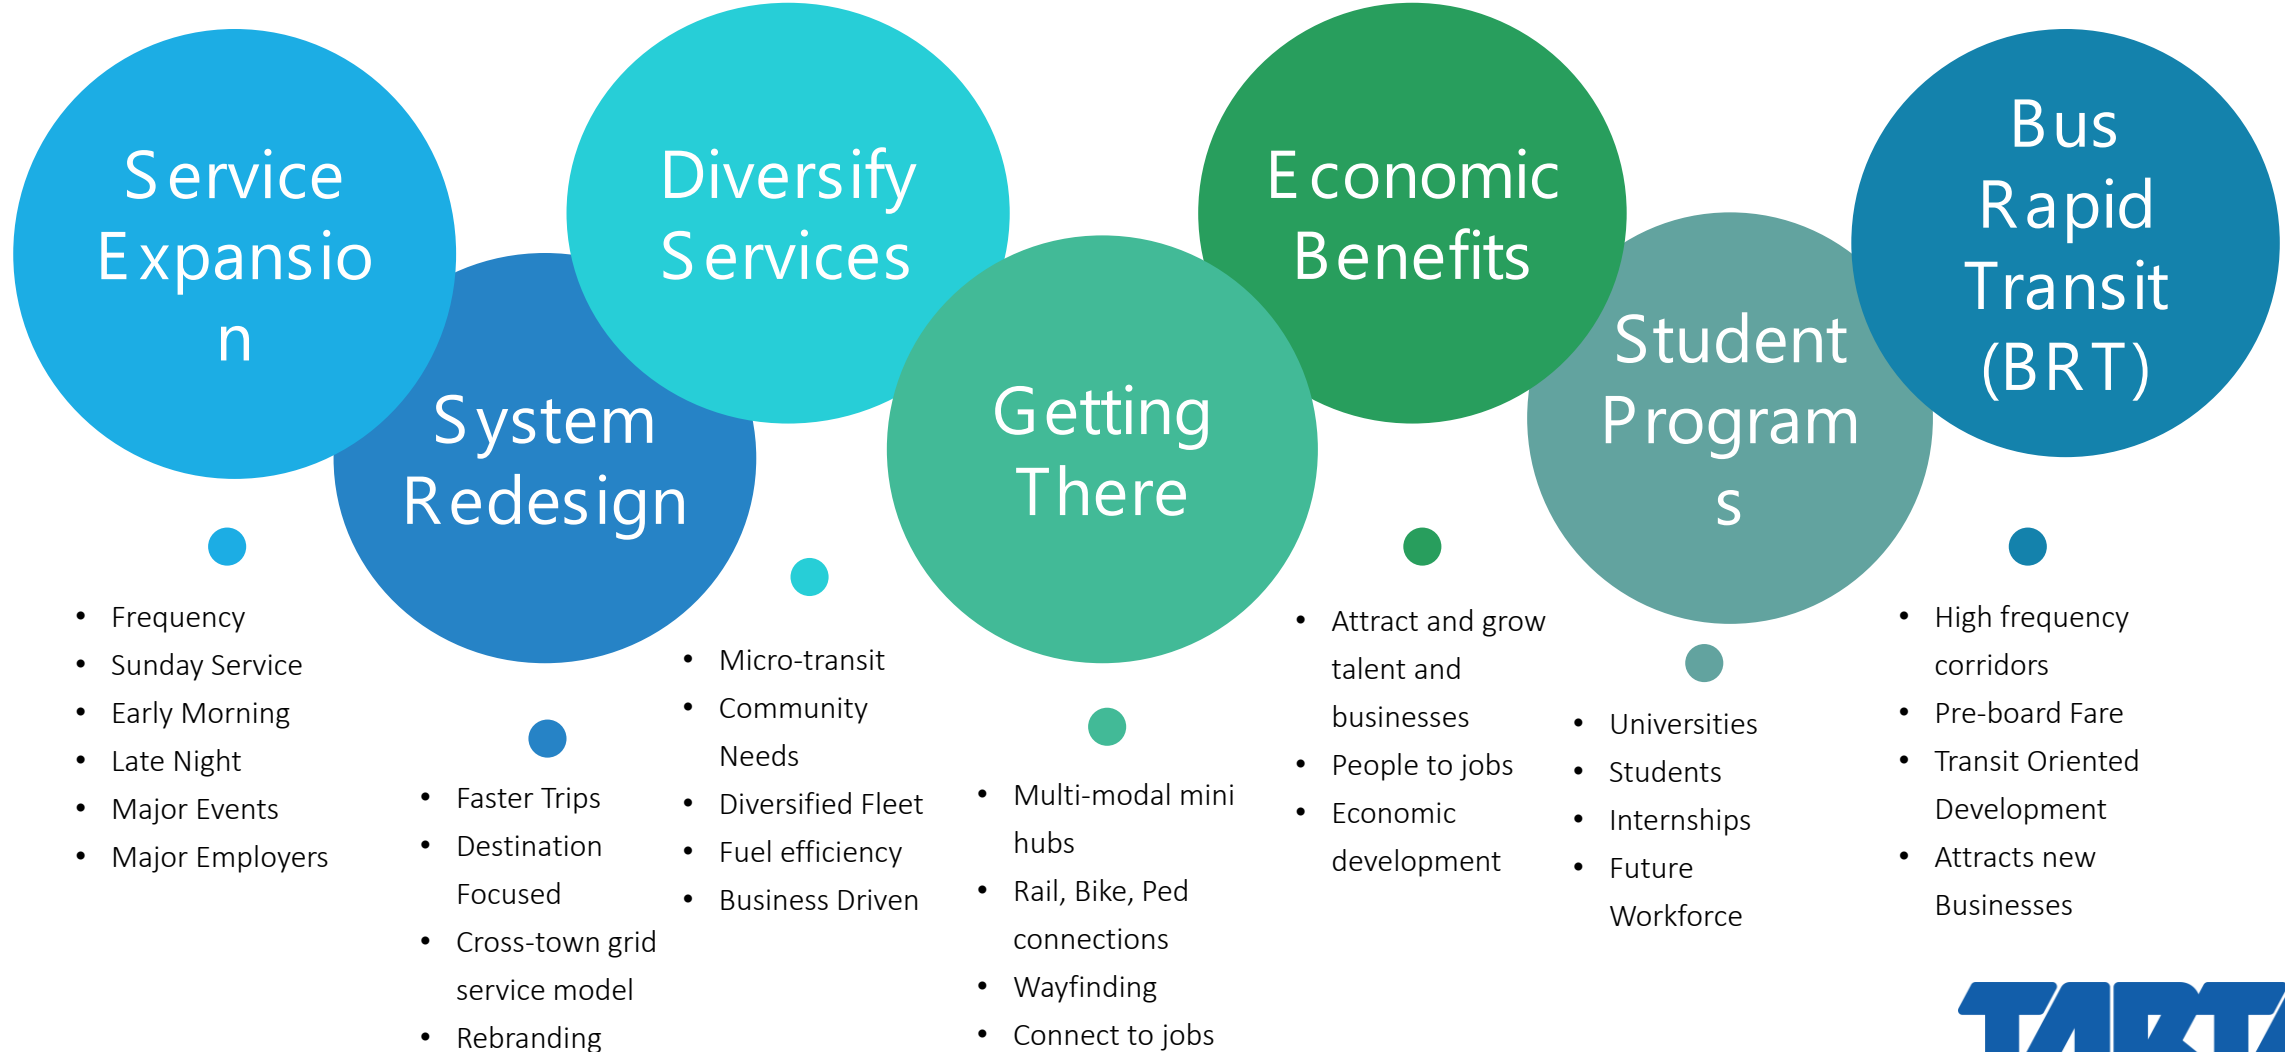 Service
Expansio
n
System
Redesign
Diversify
Services
Getting
There
Economic
Benefits
Student
Program
s
Bus
Rapid
Transit
(BRT)
• Frequency
• Sunday Service
• Early Morning
• Late Night
• Major Events
• Major Employers
• Faster Trips
• Destination
Focused
• Cross-town grid
service model
• Rebranding
• Micro-transit
• Community
Needs
• Diversified Fleet
• Fuel efficiency
• Business Driven
• Multi-modal mini
hubs
• Rail, Bike, Ped
connections
• Wayfinding
• Connect to jobs
• Attract and grow
talent and
businesses
• People to jobs
• Economic
development
• Universities
• Students
• Internships
• Future
Workforce
• High frequency
corridors
• Pre-board Fare
• Transit Oriented
Development
• Attracts new
Businesses
TARTA